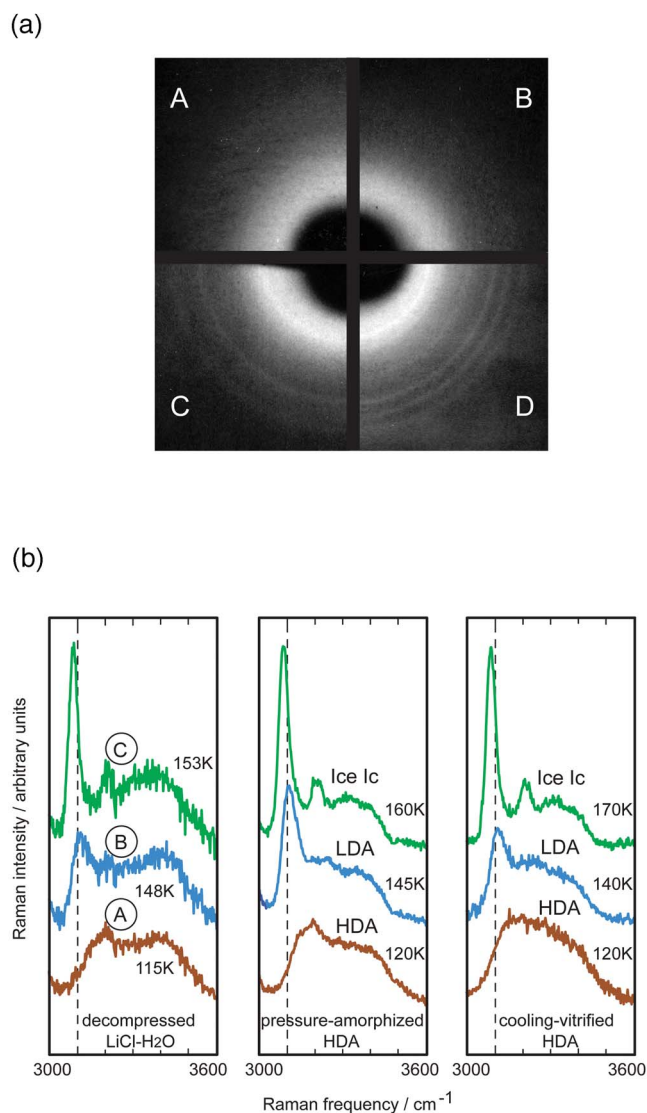 (a)
A
B
C
D
(b)
Raman intensity / arbitrary units
C
153K
B
148K
A
115K
decompressed
LiCl-H2O
3000
3600
Ice Ic
160K
LDA
145K
HDA
120K
pressure-amorphized
HDA
3000
3600
Ice Ic
170K
LDA
140K
HDA
120K
cooling-vitrified
HDA
3000
3600
Raman frequency / cm⁻¹